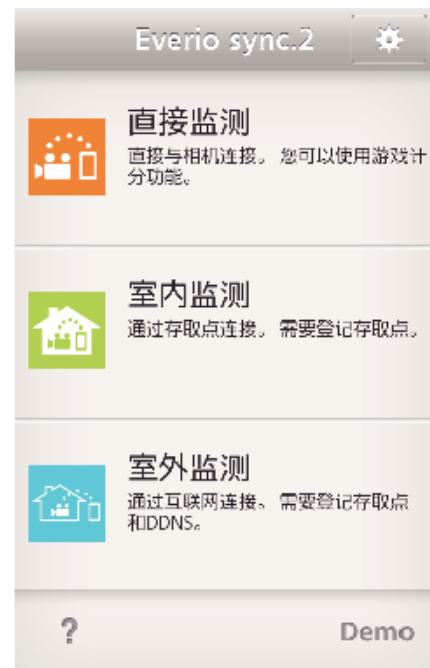 Everio sync.2
直接监测
直接与相机连接。 您可以使用游戏计
分功能。
室内监测
通过存取点连接。 需要登记存取点。
室外监测
通过互联网连接。 需要登记存取点
和DDNS。
?
Demo